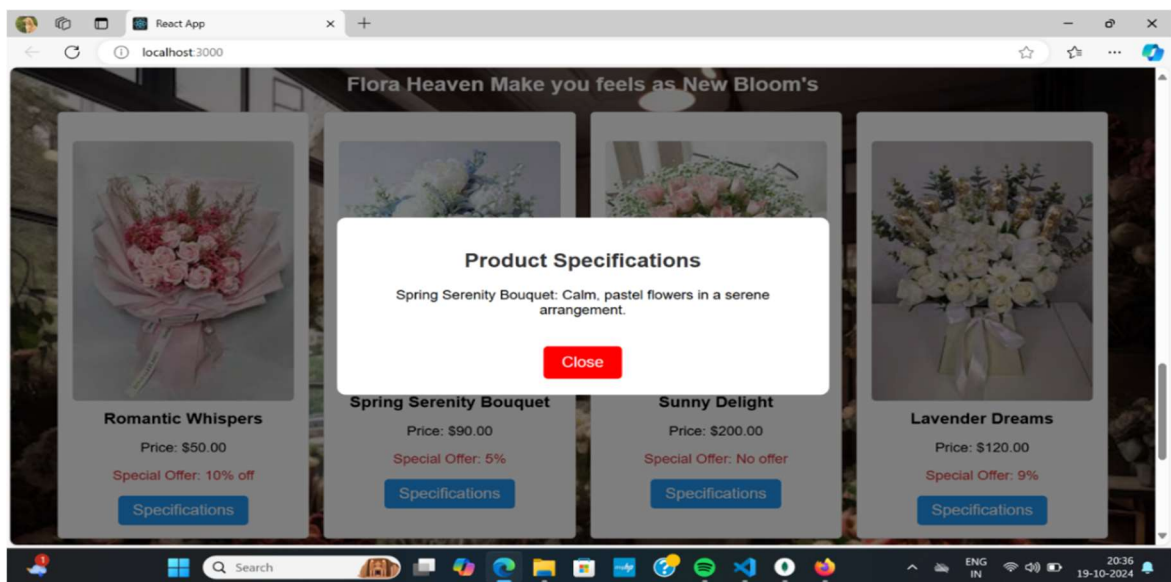 React App
localhost:3000
Flora Heaven Make you feels as New Bloom's
Product Specifications
Spring Serenity Bouquet: Calm, pastel flowers in a serene
arrangement.
Close
Romantic Whispers
Price: $50.00
Special Offer: 10% off
Specifications
Spring Serenity Bouquet
Price: $90.00
Special Offer: 5%
Specifications
Sunny Delight
Price: $200.00
Special Offer: No offer
Specifications
Lavender Dreams
Price: $120.00
Special Offer: 9%
Specifications
1
Search
ENG
IN
20:36
19-10-2024